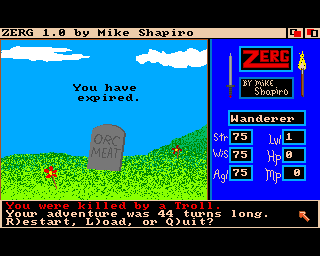 ZERG 1.0 by Mike Shapiro
You have
expired.
ORC
MEAT
ZERG
BY MIKE
Shapiro
Wanderer
Str 75 Lvl 1
WIS 75 Hp 0
Agl 75 Mp 0
You were killed by a Troll.
Your adventure was 44 turns long.
R)estart, L)oad, or Q)uit?